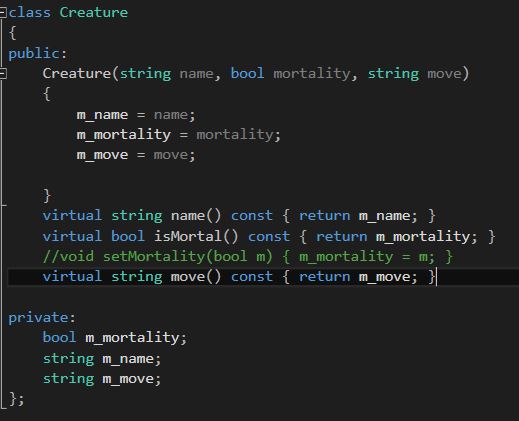 class Creature
{
public:
    Creature(string name, bool mortality, string move)
    {
        m_name = name;
        m_mortality = mortality;
        m_move = move;

    }
    virtual string name() const { return m_name; }
    virtual bool isMortal() const { return m_mortality; }
    //void setMortality(bool m) { m_mortality = m; }
    virtual string move() const { return m_move; }

private:
    bool m_mortality;
    string m_name;
    string m_move;
};